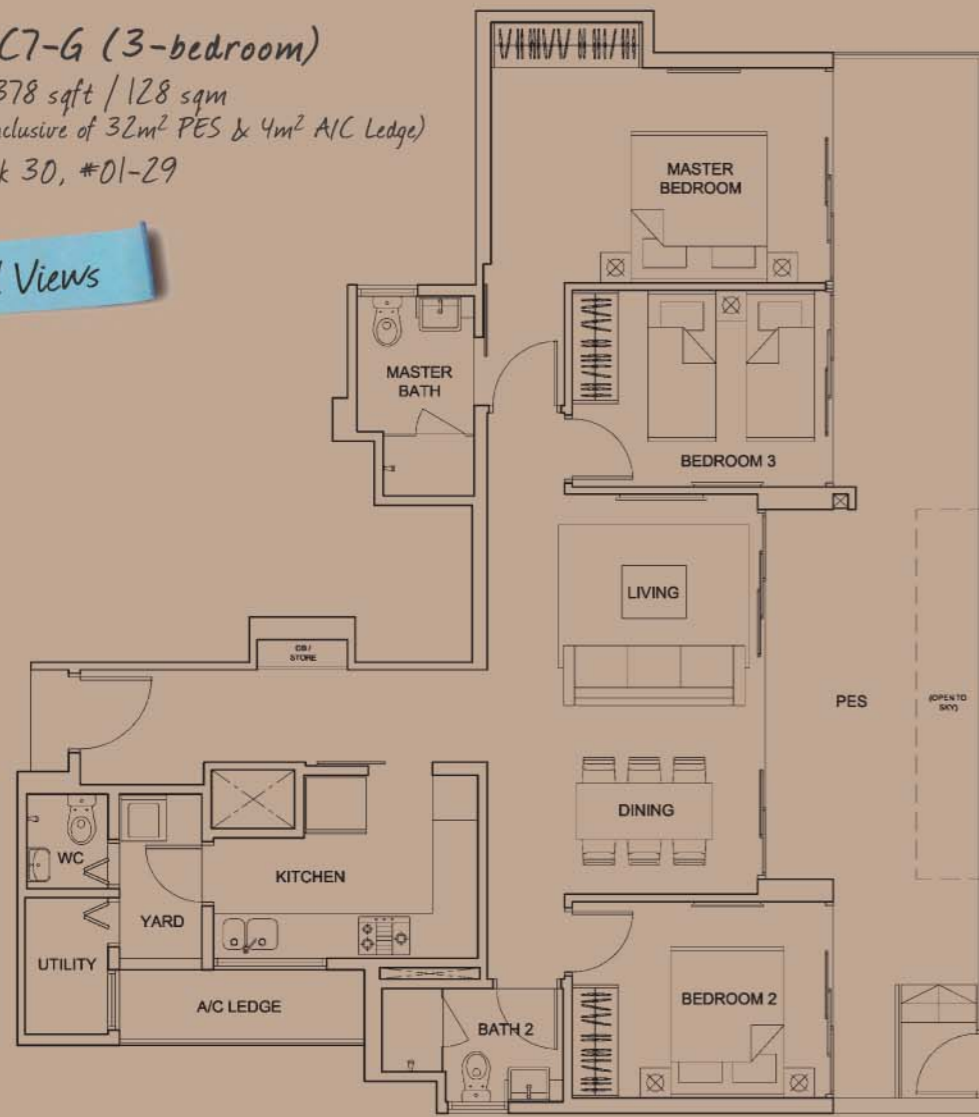 C7-G (3-bedroom)
378 sqft / 128 sqm
nclusive of 32m² PES & 4m² A/C Ledge)
k 30, #01-29
Views
MASTER
BEDROOM
MASTER
BATH
BEDROOM 3
LIVING
DB /
STORE
PES
(OPEN TO
SKY)
DINING
WC
KITCHEN
YARD
UTILITY
A/C LEDGE
BATH 2
BEDROOM 2